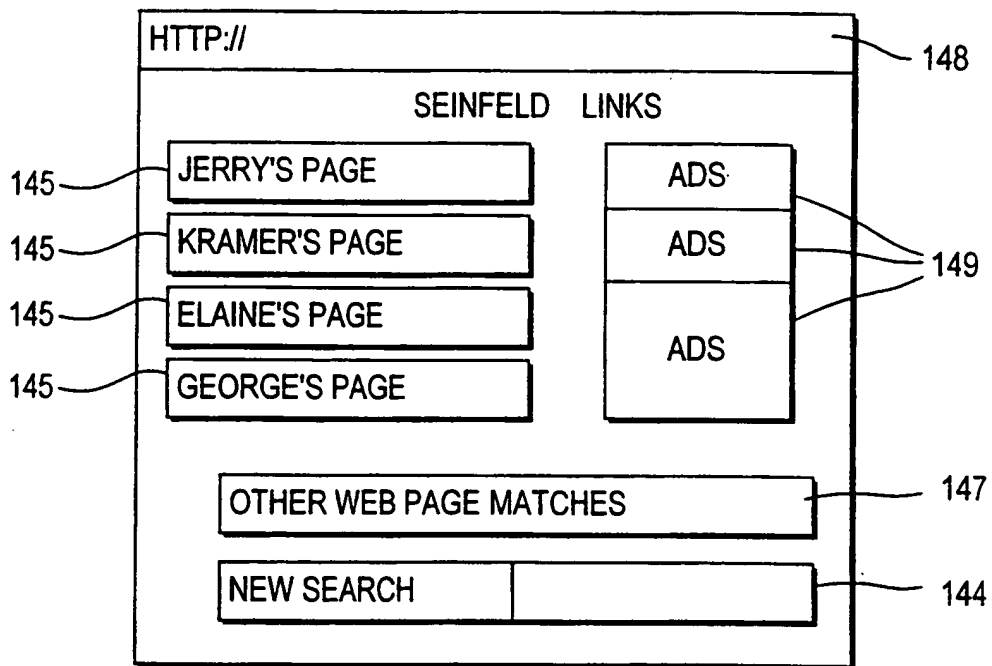 HTTP://
148
SEINFELD LINKS
145 JERRY'S PAGE
ADS
145 KRAMER'S PAGE
ADS
149
145 ELAINE'S PAGE
ADS
145 GEORGE'S PAGE
OTHER WEB PAGE MATCHES
147
NEW SEARCH
144